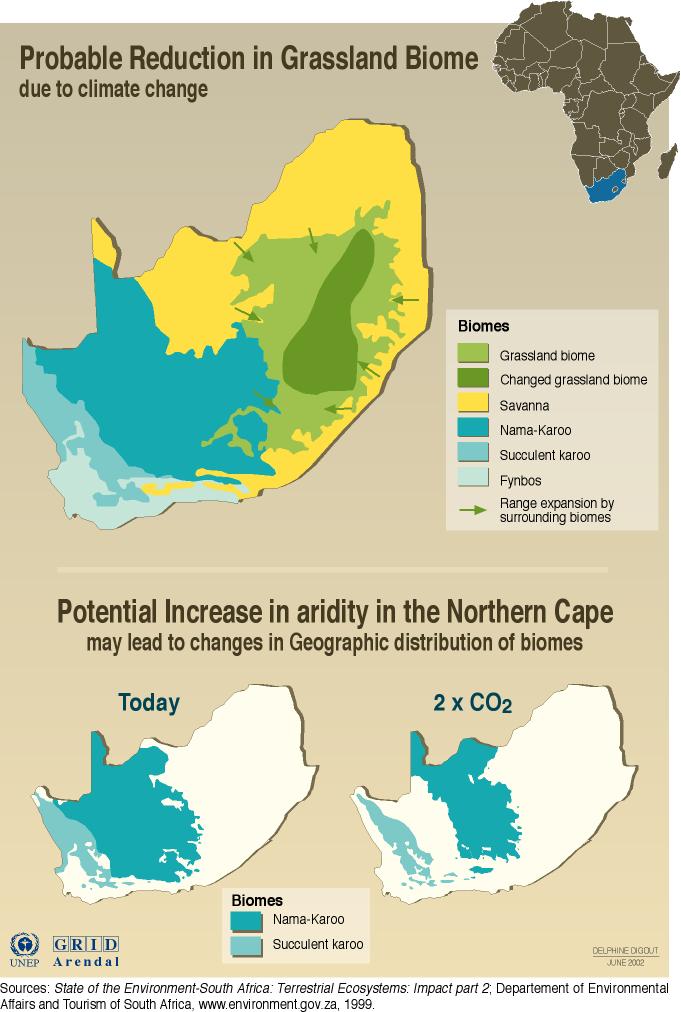 Probable Reduction in Grassland Biome
due to climate change
Biomes
Grassland biome
Changed grassland biome
Savanna
Nama-Karoo
Succulent karoo
Fynbos
Range expansion by
surrounding biomes
Potential Increase in aridity in the Northern Cape
may lead to changes in Geographic distribution of biomes
Today
2 x CO₂
Biomes
Nama-Karoo
Succulent karoo
UNEP
GRID
Arendal
DELPHINE DIGOUT
JUNE 2002
Sources: State of the Environment-South Africa: Terrestrial Ecosystems: Impact part 2; Departement of Environmental
Affairs and Tourism of South Africa, www.environment.gov.za, 1999.